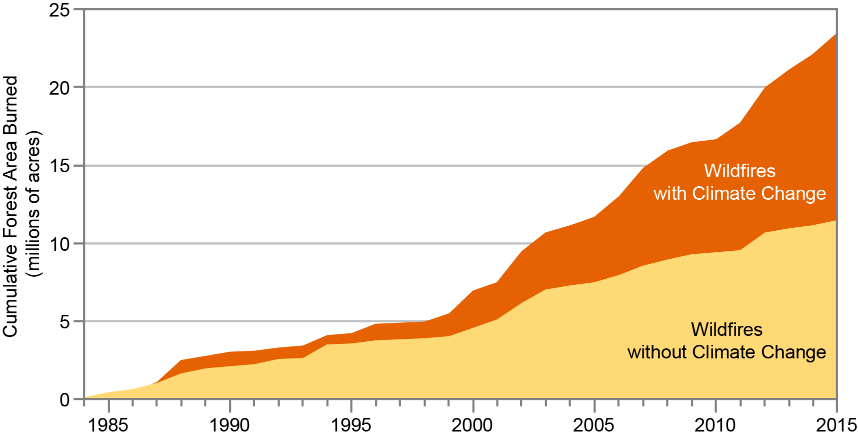 Cumulative Forest Area Burned
(millions of acres)
25
20
15
10
5
0
Wildfires
with Climate Change
Wildfires
without Climate Change
1985 1990 1995 2000 2005 2010 2015